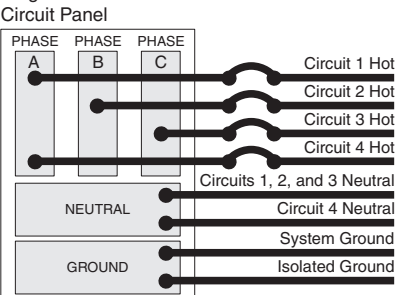 Circuit Panel
PHASE PHASE PHASE
A B C
Circuit 1 Hot
Circuit 2 Hot
Circuit 3 Hot
Circuit 4 Hot
Circuits 1, 2, and 3 Neutral
NEUTRAL
Circuit 4 Neutral
System Ground
GROUND
Isolated Ground